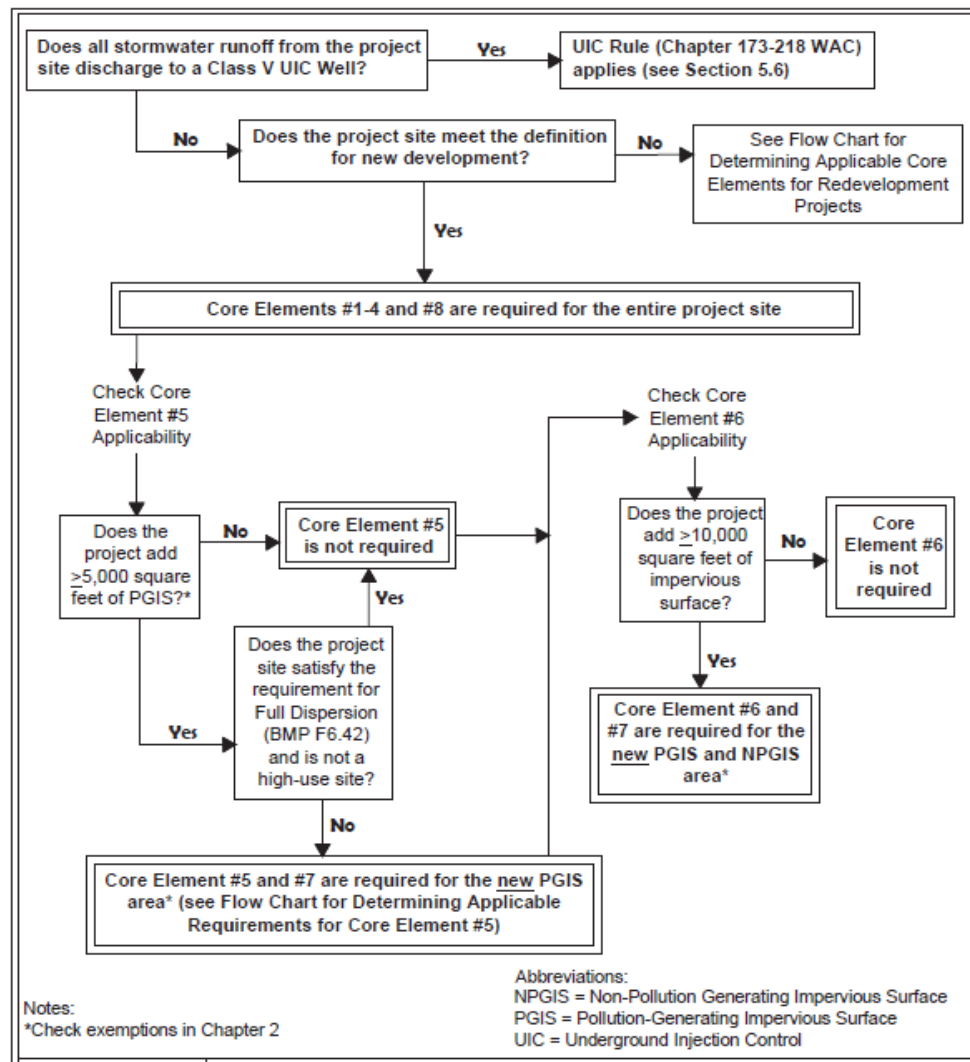 Does all stormwater runoff from the project
site discharge to a Class V UIC Well?
Yes
UIC Rule (Chapter 173-218 WAC)
applies (see Section 5.6)
No
Does the project site meet the definition
for new development?
No
See Flow Chart for
Determining Applicable Core
Elements for Redevelopment
Projects
Yes
Core Elements #1-4 and #8 are required for the entire project site
Check Core
Element #5
Applicability
Check Core
Element #6
Applicability
Does the
project add
≥5,000 square
feet of PGIS?*
No
Core Element #5
is not required
Does the project
add ≥10,000
square feet of
impervious
surface?
No
Core
Element #6
is not
required
Yes
Does the project
site satisfy the
requirement for
Full Dispersion
(BMP F6.42)
and is not a
high-use site?
Yes
Yes
Core Element #6 and
#7 are required for the
new PGIS and NPGIS
area*
No
Core Element #5 and #7 are required for the new PGIS
area* (see Flow Chart for Determining Applicable
Requirements for Core Element #5)
Notes:
*Check exemptions in Chapter 2
Abbreviations:
NPGIS = Non-Pollution Generating Impervious Surface
PGIS = Pollution-Generating Impervious Surface
UIC = Underground Injection Control